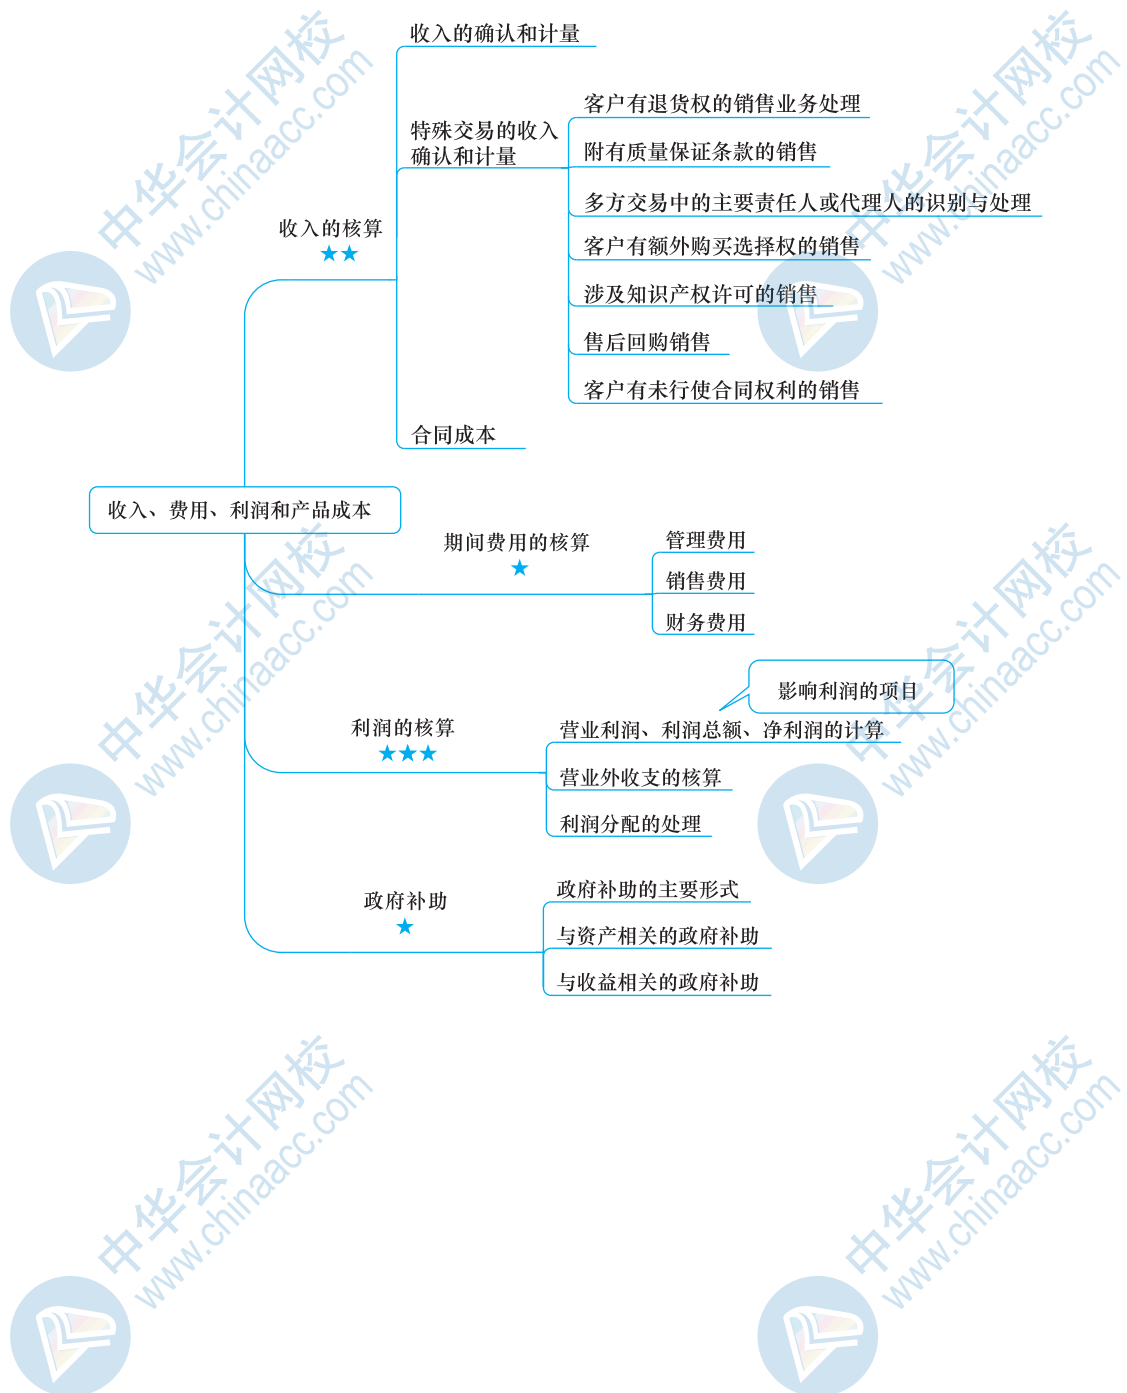 收入的确认和计量
客户有退货权的销售业务处理
特殊交易的收入
确认和计量
附有质量保证条款的销售
多方交易中的主要责任人或代理人的识别与处理
收入的核算
★★
客户有额外购买选择权的销售
涉及知识产权许可的销售
售后回购销售
客户有未行使合同权利的销售
合同成本
收入、费用、利润和产品成本
期间费用的核算
★
管理费用
销售费用
财务费用
影响利润的项目
利润的核算
★★★
营业利润、利润总额、净利润的计算
营业外收支的核算
利润分配的处理
政府补助
★
政府补助的主要形式
与资产相关的政府补助
与收益相关的政府补助
中华会计网校
www.chinaacc.com
中华会计网校
www.chinaacc.com
中华会计网校
www.chinaacc.com
中华会计网校
www.chinaacc.com
中华会计网校
www.chinaacc.com
中华会计网校
www.chinaacc.com